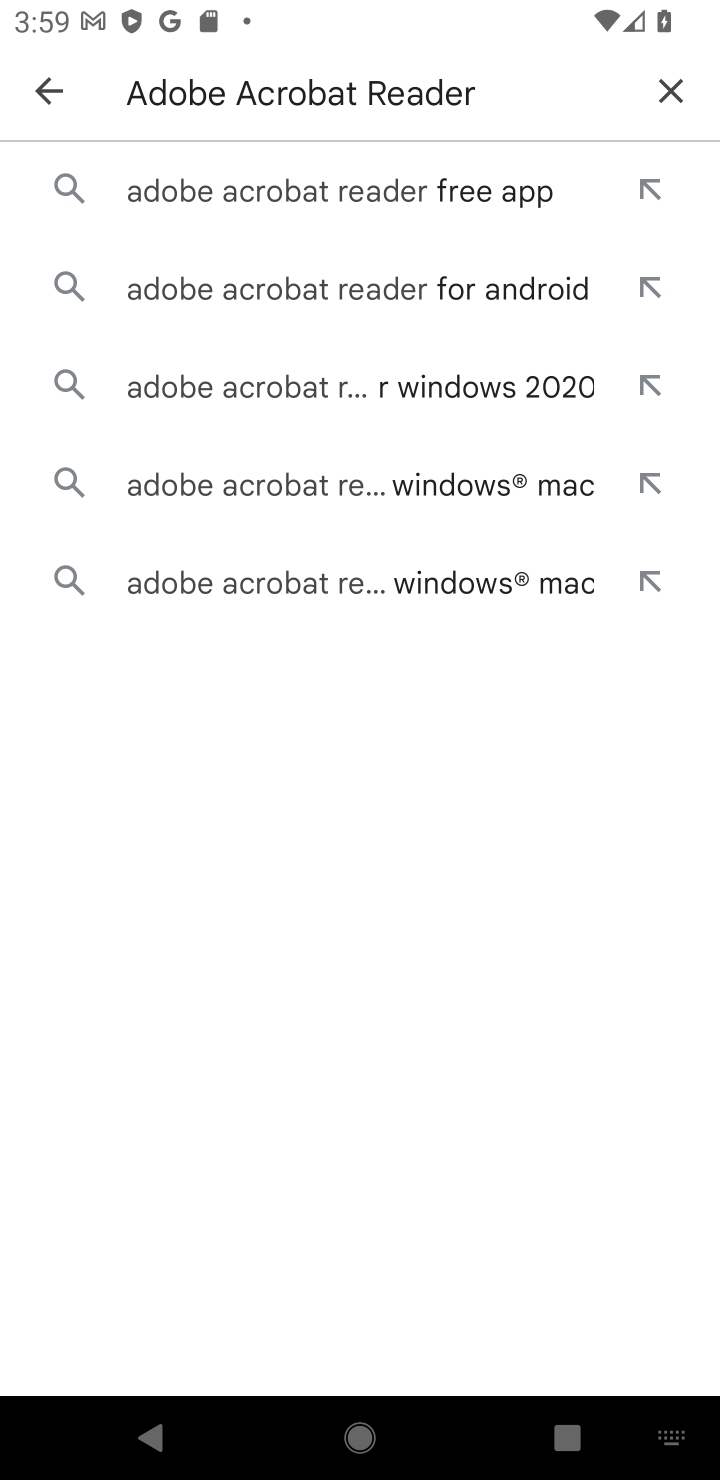 3:59
Adobe Acrobat Reader
adobe acrobat reader free app
adobe acrobat reader for android
adobe acrobat r... r windows 2020
adobe acrobat re... windows® mac
adobe acrobat re... windows® mac